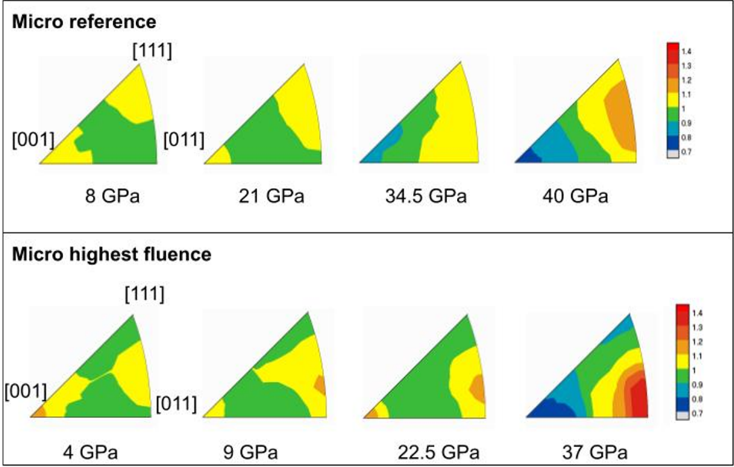 Micro reference
[111]
[001]
[011]
1.4
1.3
1.2
1.1
1
0.9
0.8
0.7
8 GPa
21 GPa
34.5 GPa
40 GPa
Micro highest fluence
[111]
[001]
[011]
1.4
1.3
1.2
1.1
1
0.9
0.8
0.7
4 GPa
9 GPa
22.5 GPa
37 GPa